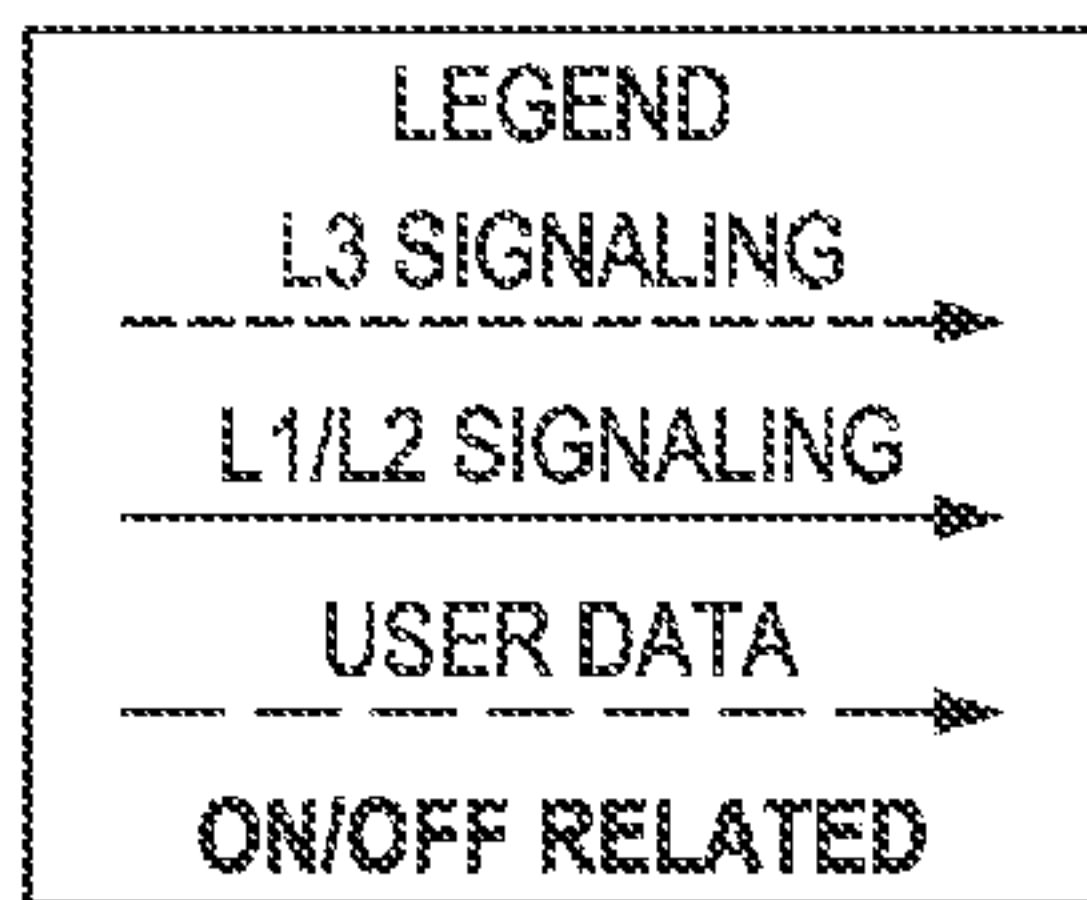 LEGEND
L3 SIGNALING
L1/L2 SIGNALING
USER DATA
ON/OFF RELATED